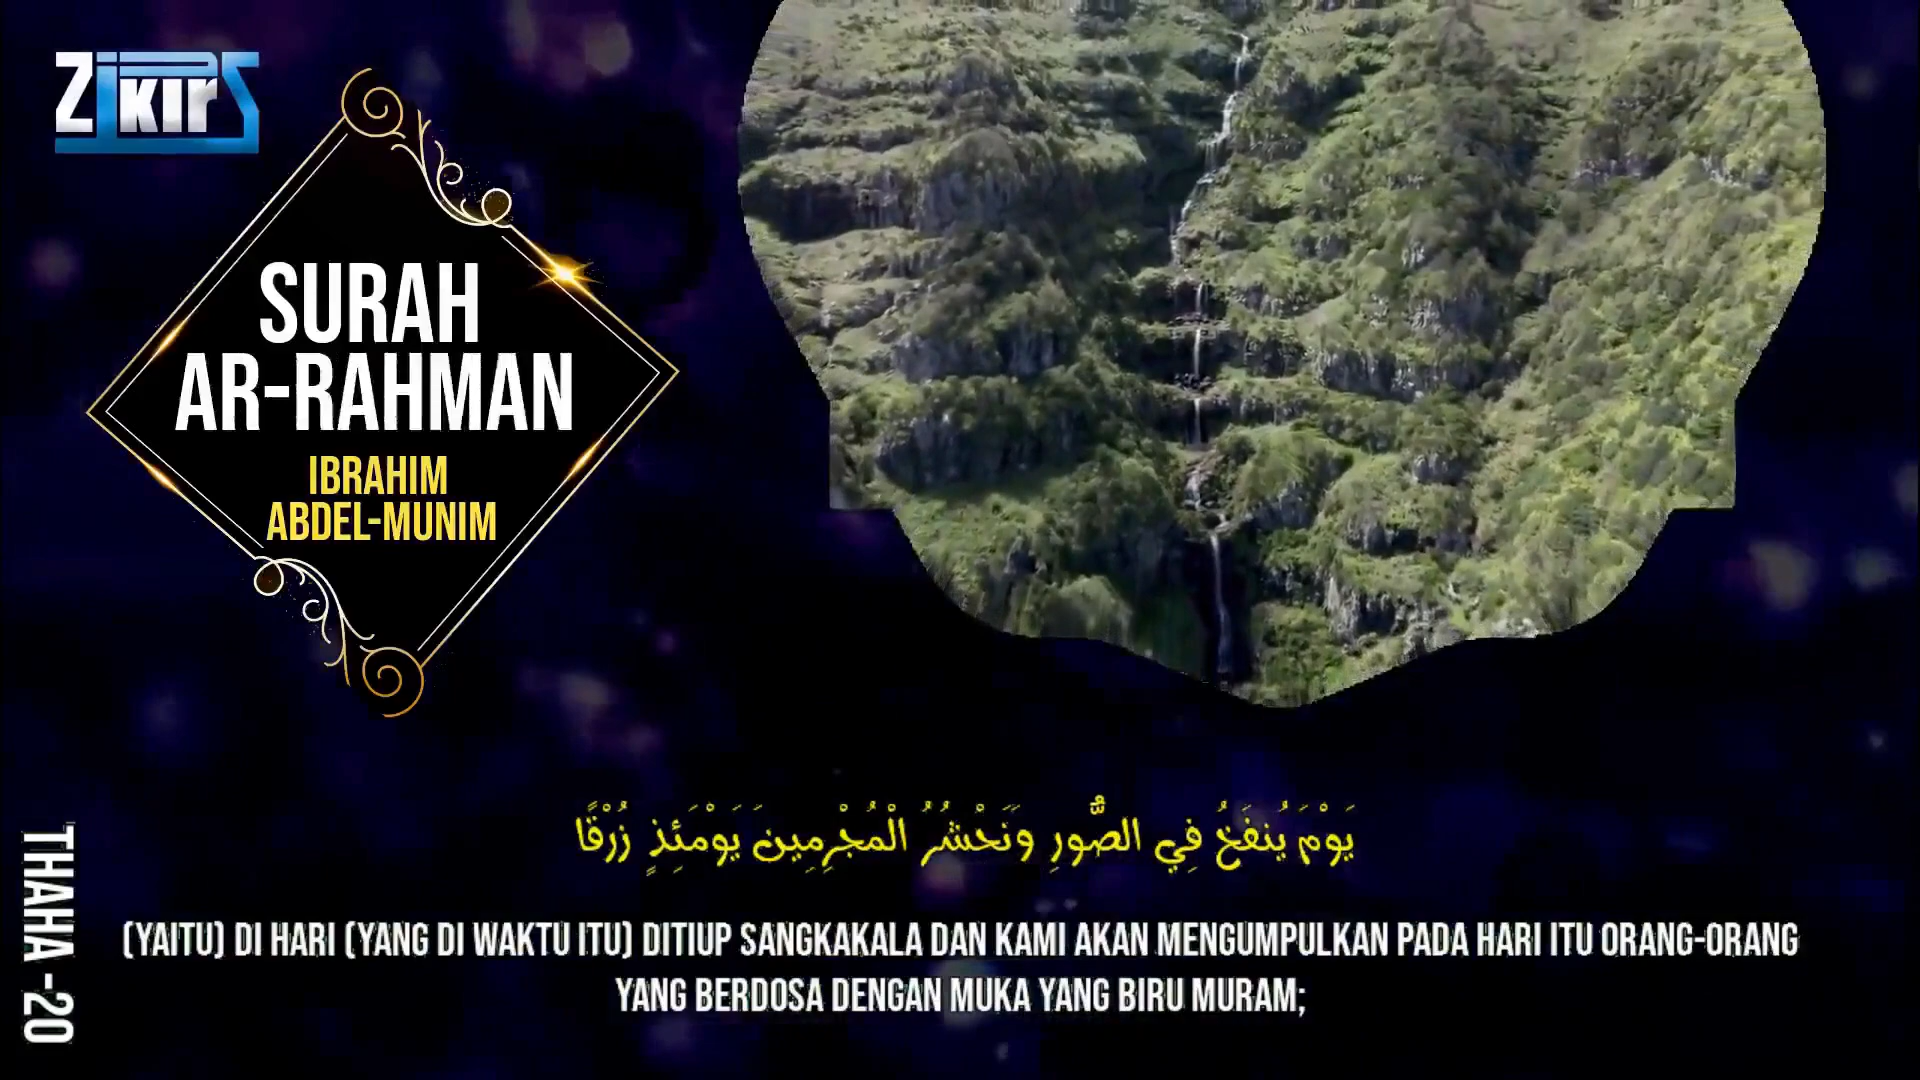 ZikirS
SURAH
AR-RAHMAN
IBRAHIM
ABDEL-MUNIM
يَوْمَ يُنفَخُ فِي الصُّورِ وَنَحْشُرُ الْمُجْرِمِينَ يَوْمَئِذٍ زُرْقًا
(YAITU) DI HARI (YANG DI WAKTU ITU) DITIUP SANGKAKALA DAN KAMI AKAN MENGUMPULKAN PADA HARI ITU ORANG-ORANG
YANG BERDOSA DENGAN MUKA YANG BIRU MURAM;
THAHA -20